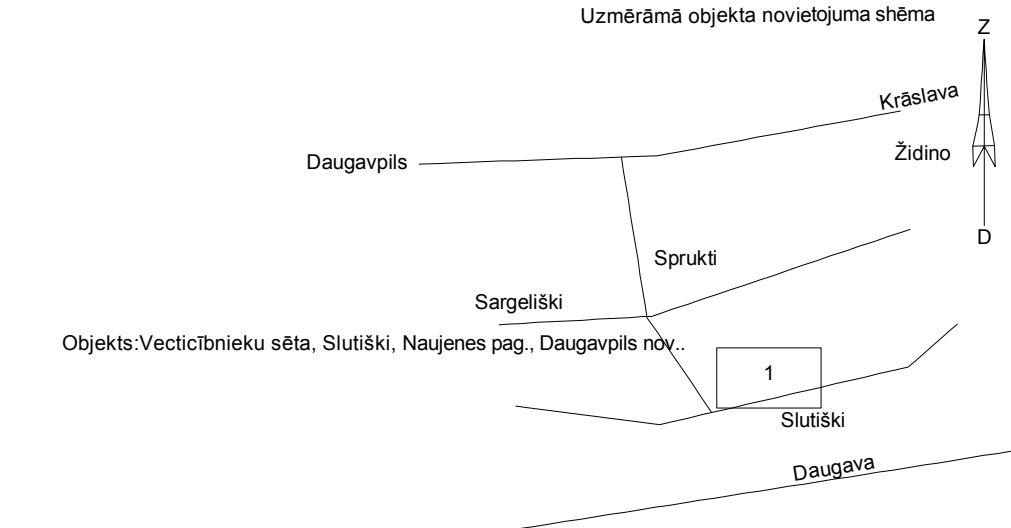 Uzmērāmā objekta novietojuma shēma
Z
Krāslava
Daugavpils
Židino
D
Sprukti
Sargeliški
Objekts:Vecticībnieku sēta, Slutiški, Naujenes pag., Daugavpils nov..
1
Slutiški
Daugava